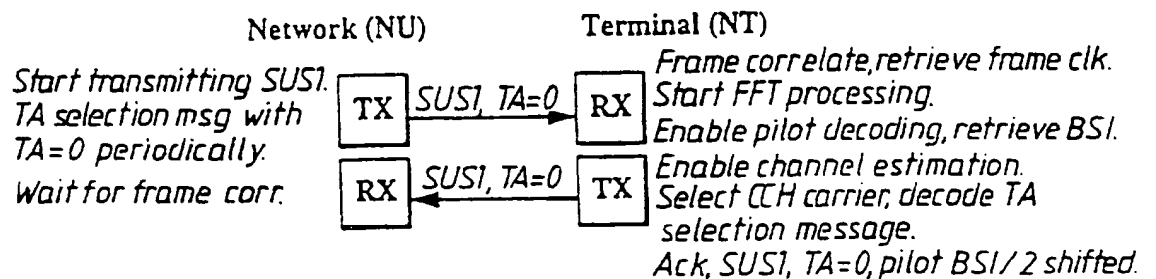 Network (NU)
Terminal (NT)
Start transmitting SUS1.
TA selection msg with
TA=0 periodically.
Wait for frame corr.
TX
SUS1, TA=0
RX
RX
SUS1, TA=0
TX
Frame correlate, retrieve frame clk.
Start FFT processing.
Enable pilot decoding, retrieve BSI.
Enable channel estimation.
Select CCH carrier, decode TA
selection message.
Ack, SUS1, TA=0, pilot BSI/2 shifted.